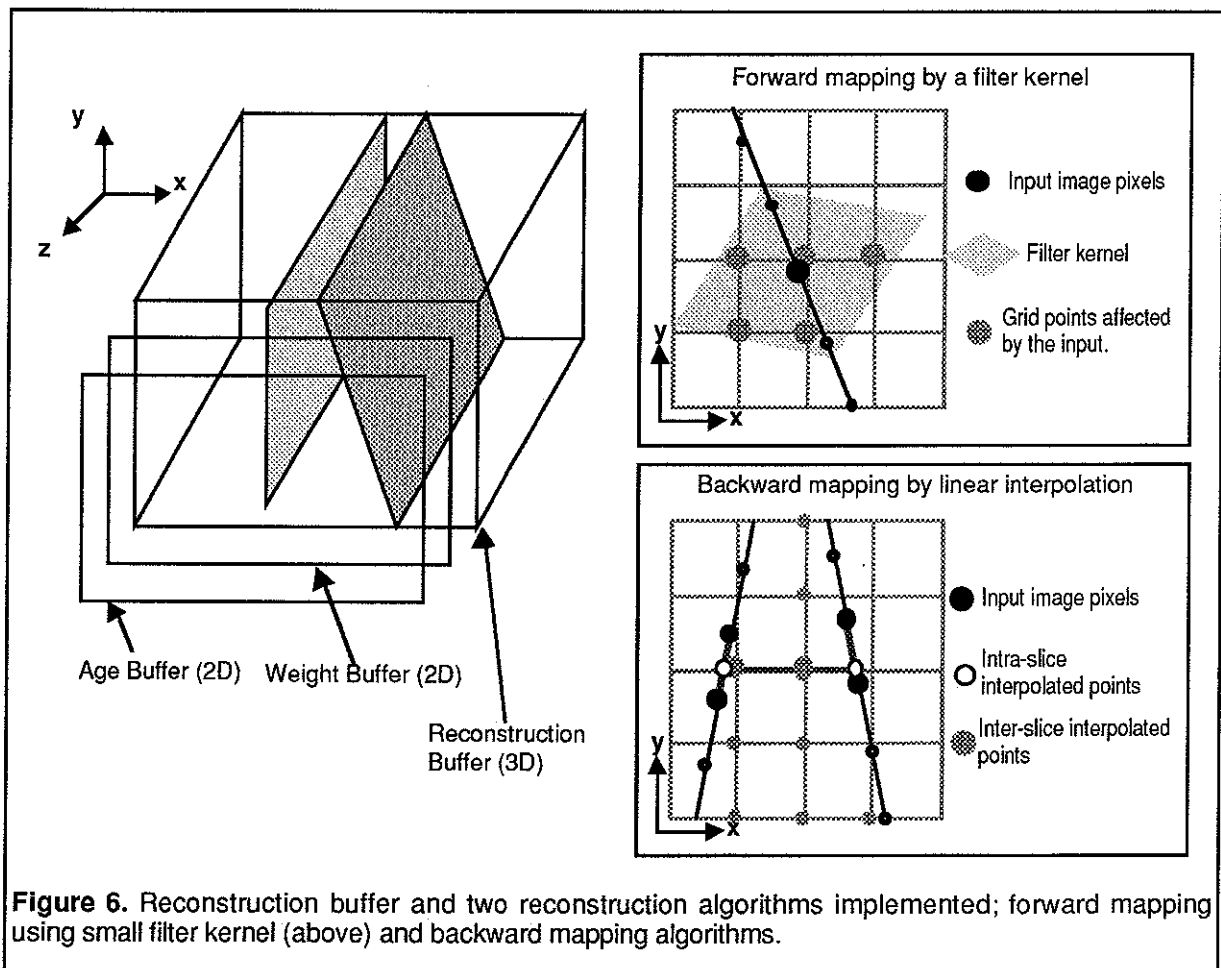 y
x
z
Age Buffer (2D)
Weight Buffer (2D)
Reconstruction
Buffer (3D)
Forward mapping by a filter kernel
Input image pixels
Filter kernel
Grid points affected
by the input.
y
x
Backward mapping by linear interpolation
Input image pixels
Intra-slice
interpolated points
Inter-slice interpolated
points
y
x
Figure 6. Reconstruction buffer and two reconstruction algorithms implemented; forward mapping
using small filter kernel (above) and backward mapping algorithms.